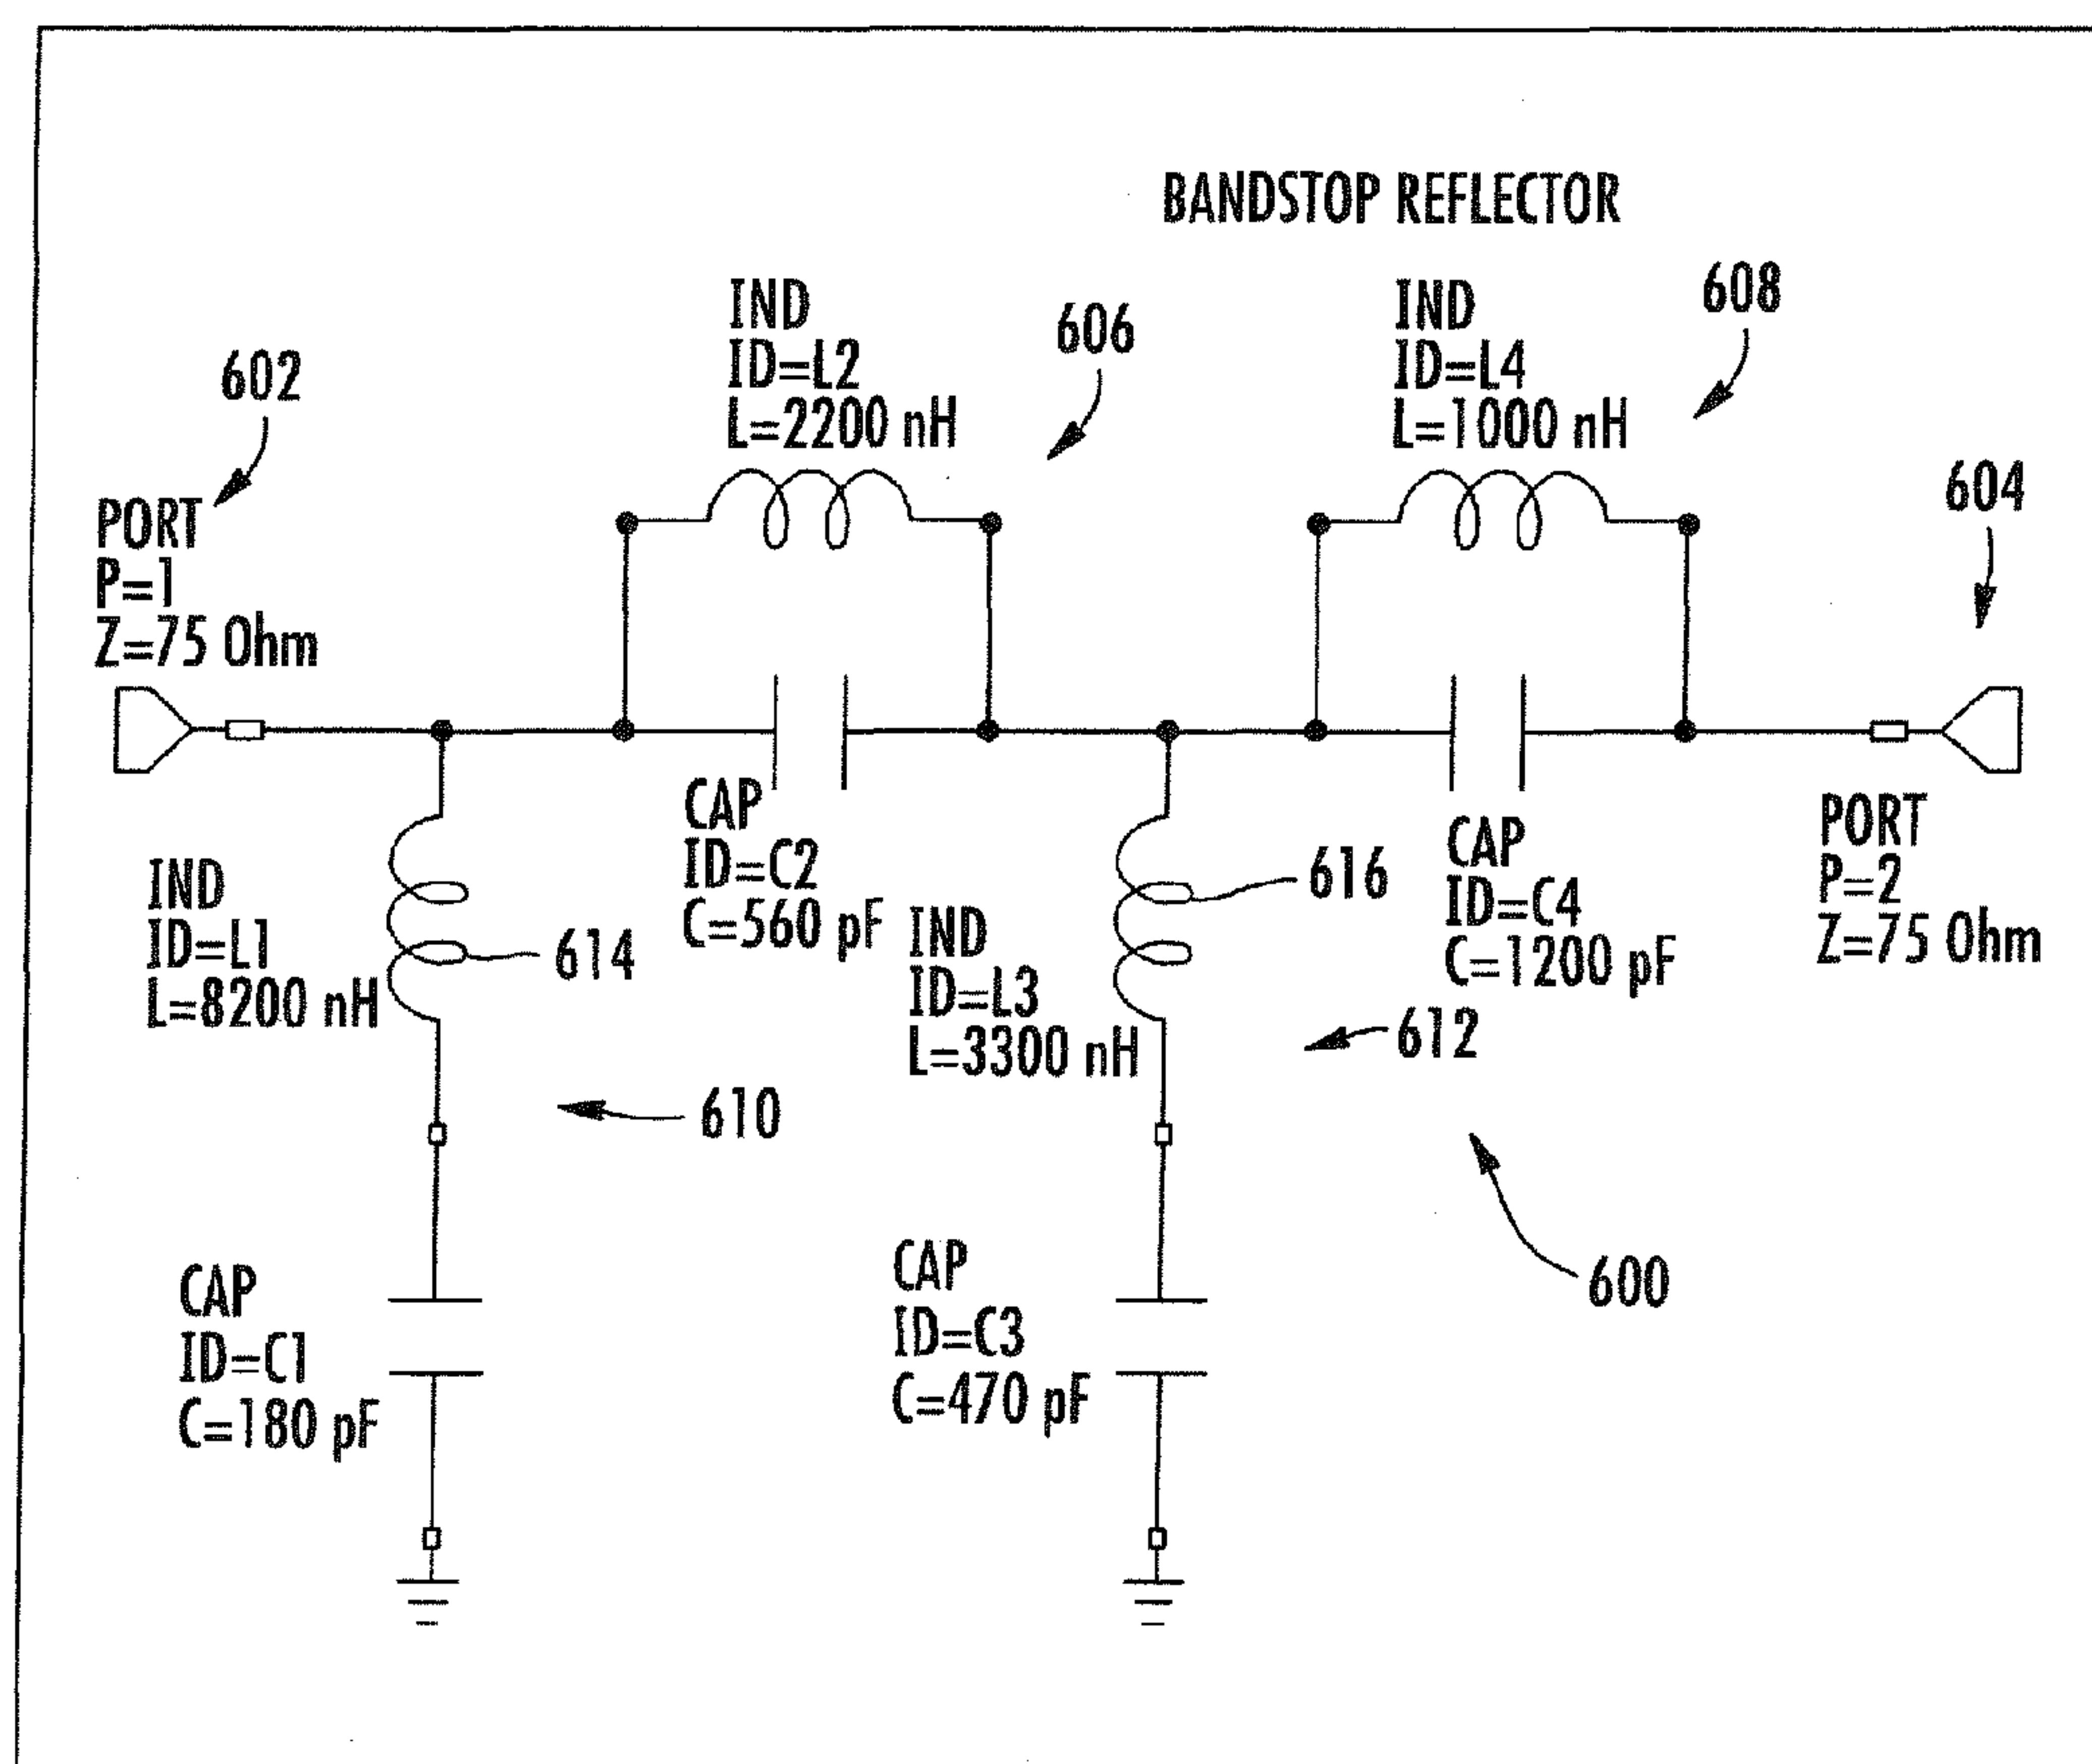 BANDSTOP REFLECTOR
602
PORT
P=1
Z=75 Ohm
IND
ID=L2
L=2200 nH
606
IND
ID=L4
L=1000 nH
608
604
CAP
ID=C2
C=560 pF
IND
ID=L1
L=8200 nH
614
610
CAP
ID=C1
C=180 pF
IND
ID=L3
L=3300 nH
616
612
CAP
ID=C4
C=1200 pF
PORT
P=2
Z=75 Ohm
CAP
ID=C3
C=470 pF
600